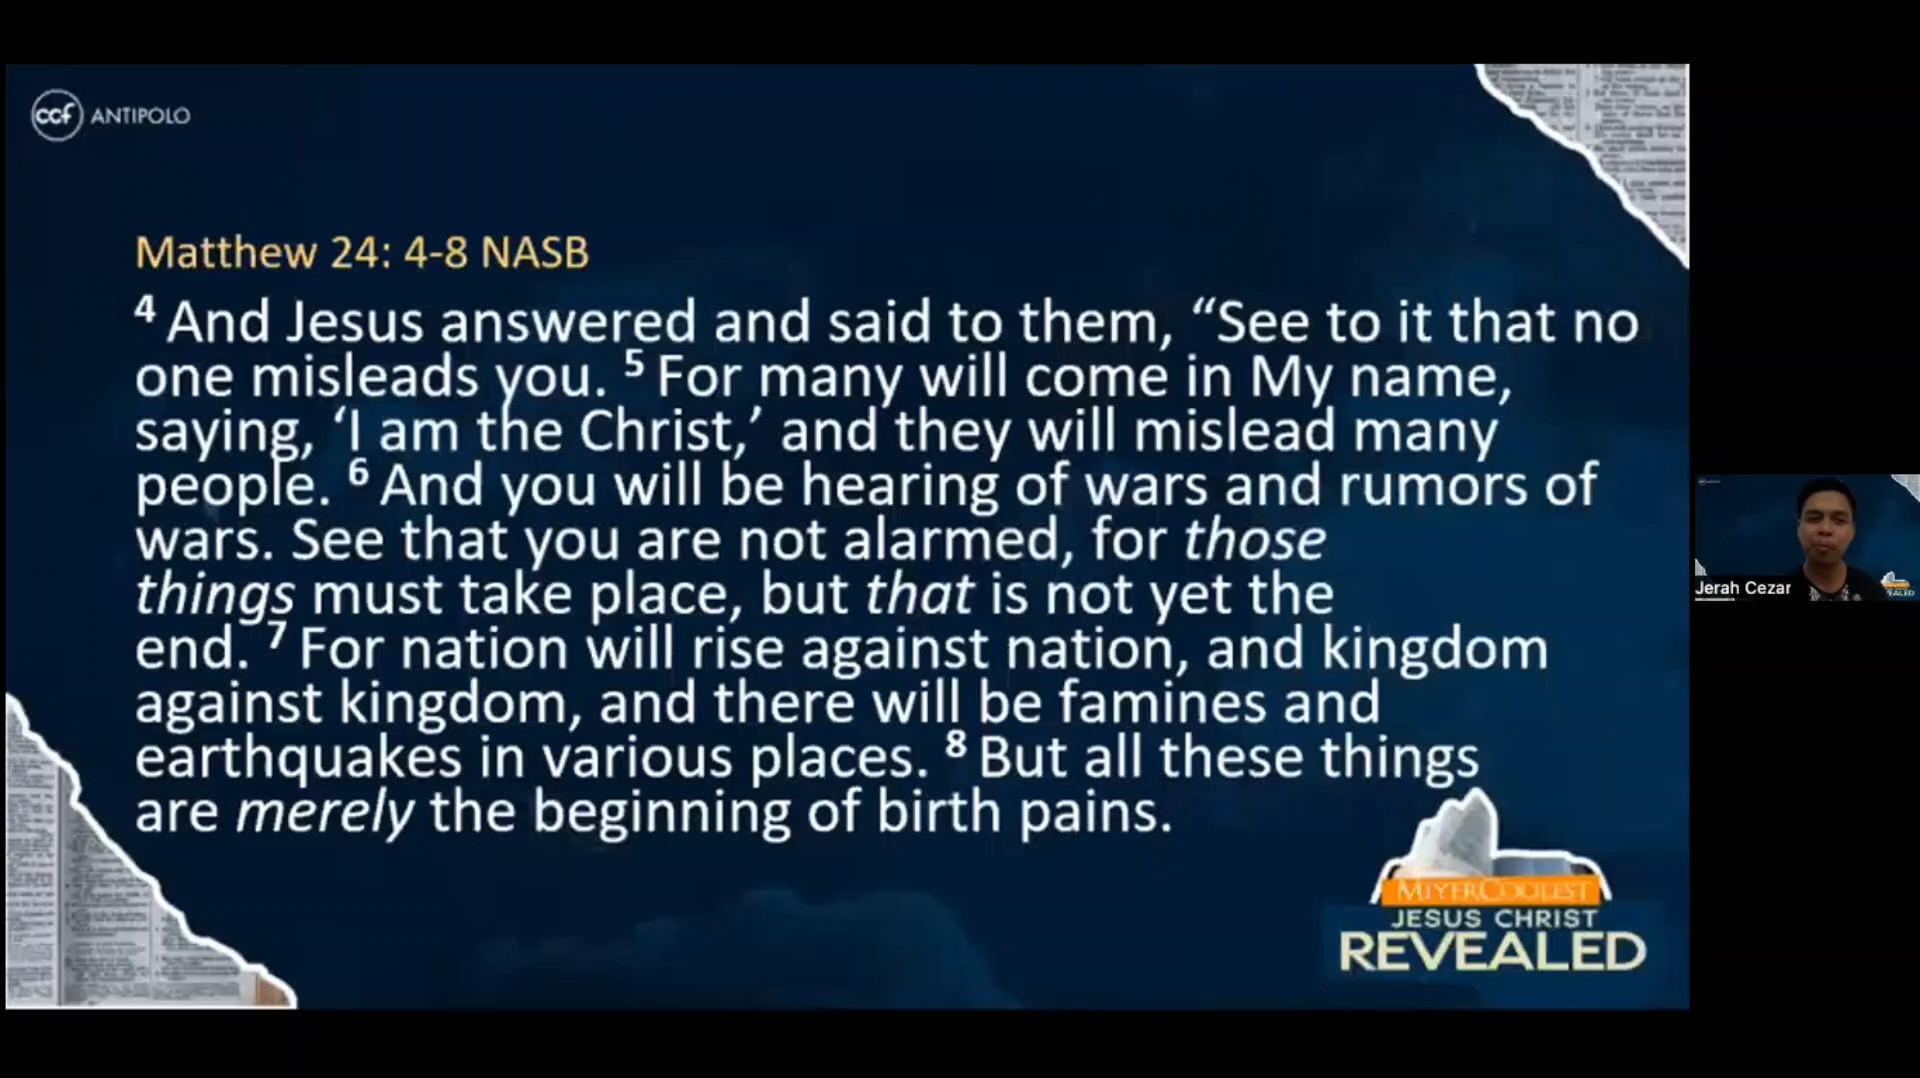 ccf ANTIPOLO
Matthew 24: 4-8 NASB
4 And Jesus answered and said to them, “See to it that no
one misleads you. 5 For many will come in My name,
saying, ‘I am the Christ,’ and they will mislead many
people. 6 And you will be hearing of wars and rumors of
wars. See that you are not alarmed, for those
things must take place, but that is not yet the
end. 7 For nation will rise against nation, and kingdom
against kingdom, and there will be famines and
earthquakes in various places. 8 But all these things
are merely the beginning of birth pains.
MIYERCOOLEST
JESUS CHRIST
REVEALED
Jerah Cezar